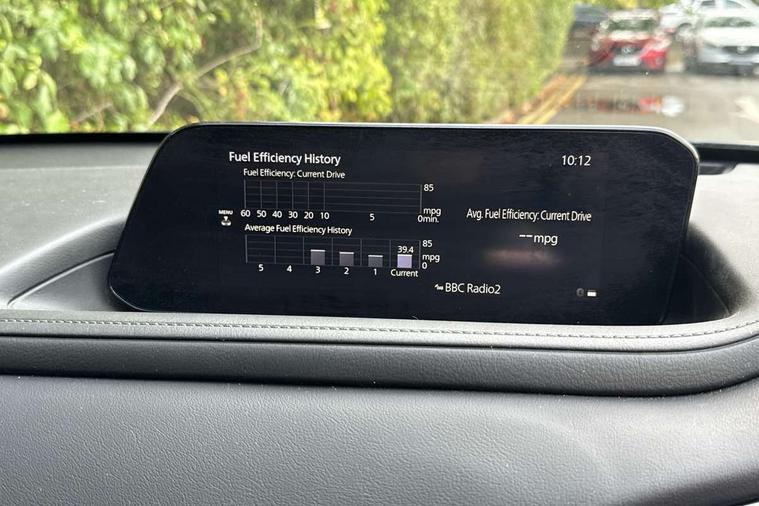 Fuel Efficiency History
10:12
Fuel Efficiency: Current Drive
85
mpg
MENU
60 50 40 30 20 10 5 0min.
Avg. Fuel Efficiency: Current Drive
--mpg
Average Fuel Efficiency History
85
39.4
mpg
0
5 4 3 2 1 Current
BBC Radio2